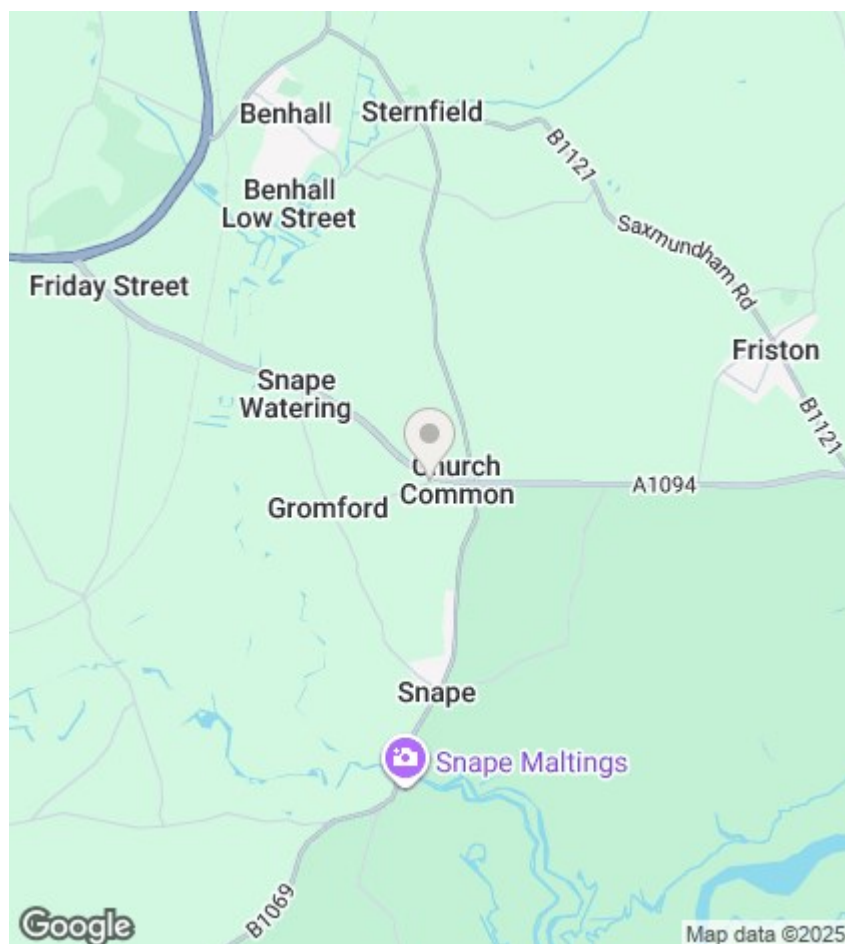 Benhall
Sternfield
B1121
Benhall
Low Street
Saxmundham Rd
Friday Street
Friston
Snape
Watering
B1121
Church
Common
A1094
Gromford
Snape
Snape Maltings
B1069
Google
Map data ©2025